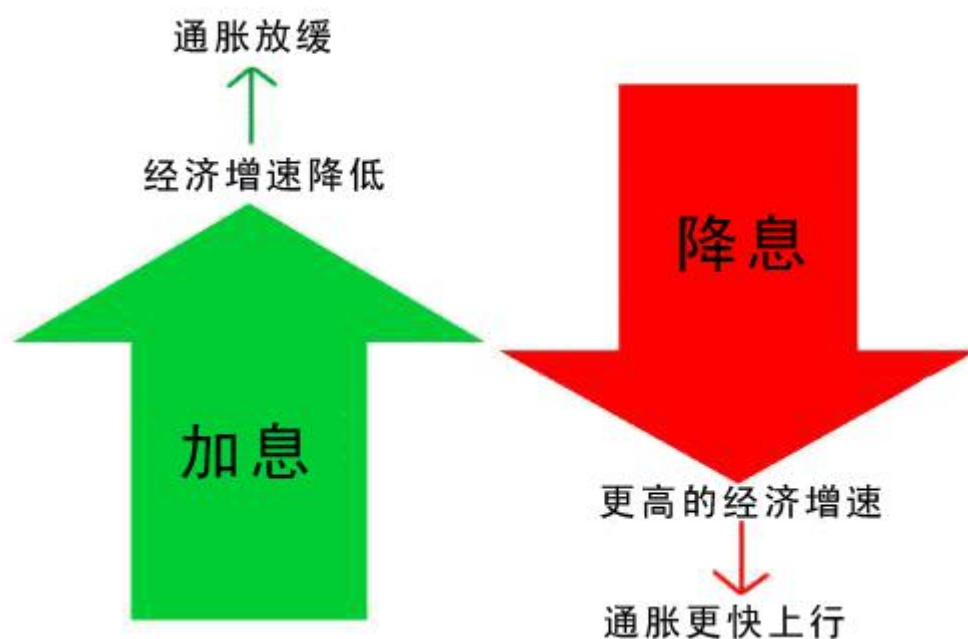 通胀放缓
经济增速降低
加息
降息
更高的经济增速
通胀更快上行